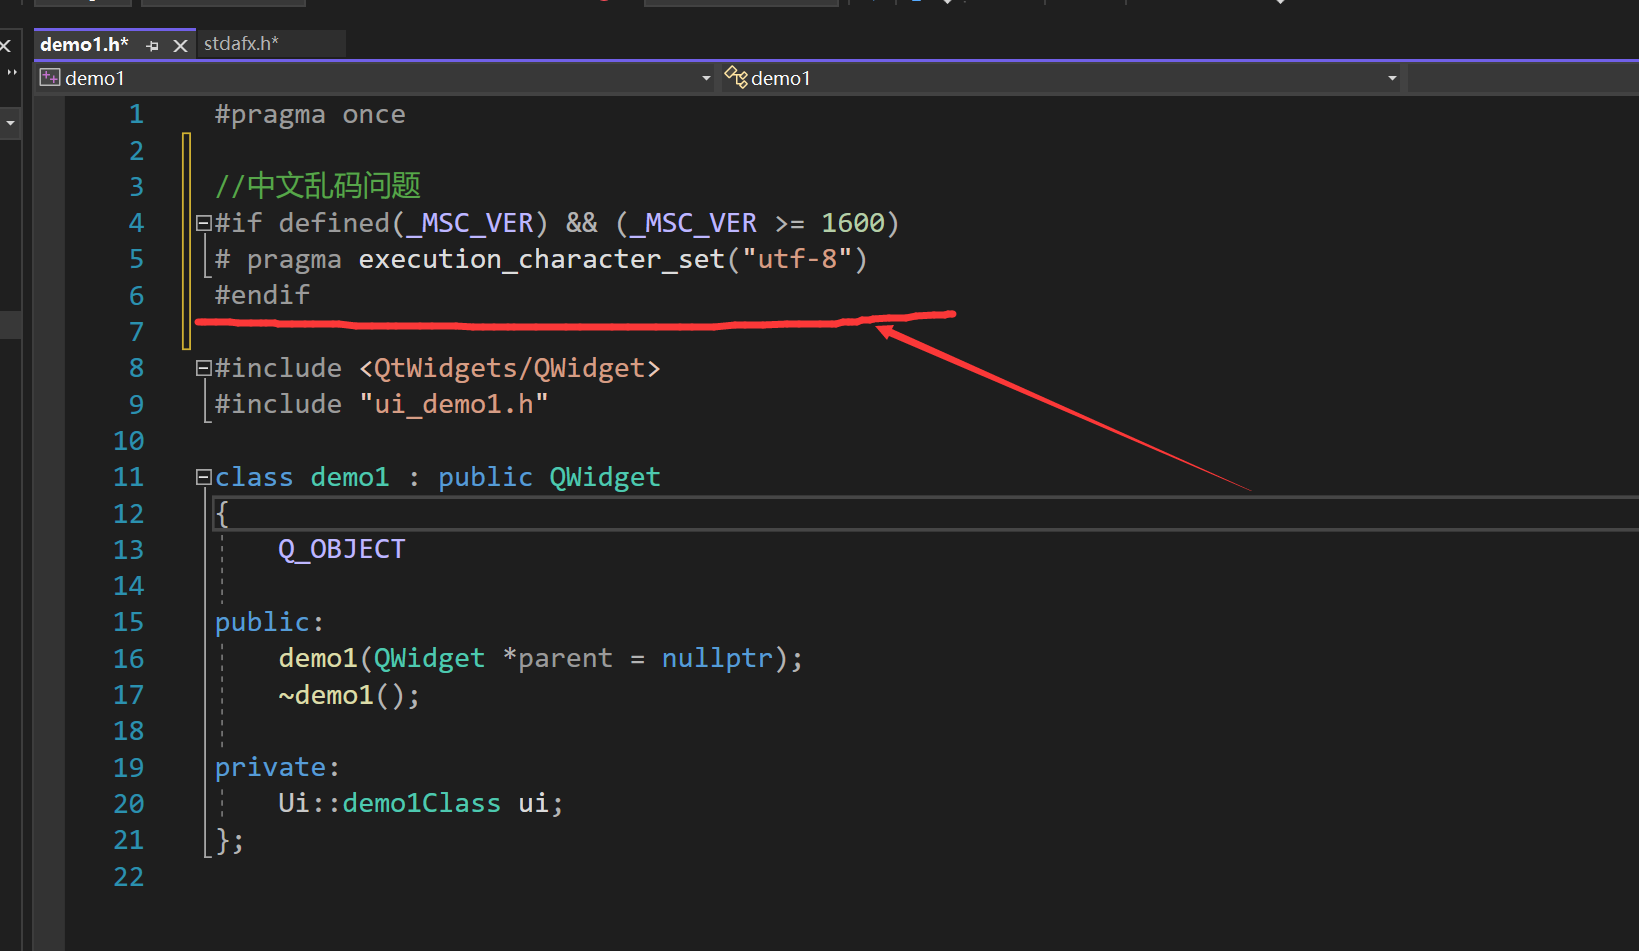 demo1.h* stdafx.h*
demo1 demo1
1 #pragma once
2
3 //中文乱码问题
4 #if defined(_MSC_VER) && (_MSC_VER >= 1600)
5 # pragma execution_character_set("utf-8")
6 #endif
7
8 #include <QtWidgets/QWidget>
9 #include "ui_demo1.h"
10
11 class demo1 : public QWidget
12 {
13 Q_OBJECT
14
15 public:
16 demo1(QWidget *parent = nullptr);
17 ~demo1();
18
19 private:
20 Ui::demo1Class ui;
21 };
22